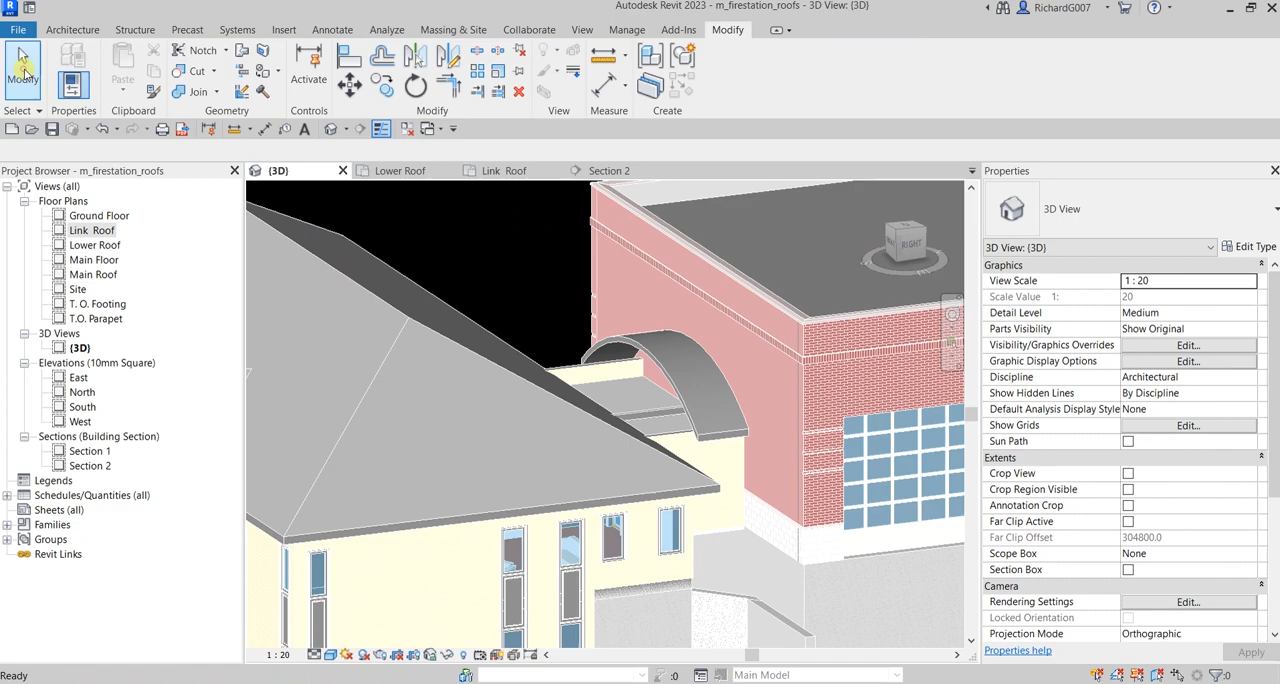 Autodesk Revit 2023 - m_firestation_roofs - 3D View: {3D}
RichardG007
File Architecture Structure Precast Systems Insert Annotate Analyze Massing & Site Collaborate View Manage Add-Ins Modify
Modify Paste Notch Cut Join Activate
Select Properties Clipboard Geometry Controls Modify View Measure Create
Project Browser - m_firestation_roofs
{3D} Lower Roof Link Roof Section 2
Properties
Views (all)
Floor Plans
Ground Floor
Link Roof
Lower Roof
Main Floor
Main Roof
Site
T. O. Footing
T.O. Parapet
3D Views
{3D}
Elevations (10mm Square)
East
North
South
West
Sections (Building Section)
Section 1
Section 2
Legends
Schedules/Quantities (all)
Sheets (all)
Families
Groups
Revit Links
RIGHT
3D View
3D View: {3D} Edit Type
Graphics
View Scale 1 : 20
Scale Value 1: 20
Detail Level Medium
Parts Visibility Show Original
Visibility/Graphics Overrides Edit...
Graphic Display Options Edit...
Discipline Architectural
Show Hidden Lines By Discipline
Default Analysis Display Style None
Show Grids Edit...
Sun Path
Extents
Crop View
Crop Region Visible
Annotation Crop
Far Clip Active
Far Clip Offset 304800.0
Scope Box None
Section Box
Camera
Rendering Settings Edit...
Locked Orientation
Projection Mode Orthographic
Properties help Apply
1 : 20
Ready :0 Main Model :0